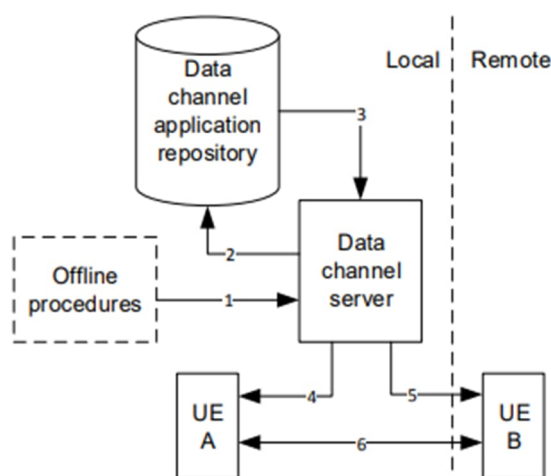 Data
channel
application
repository
Local
Remote
3
Data
channel
server
2
Offline
procedures
1
4
5
UE
A
6
UE
B